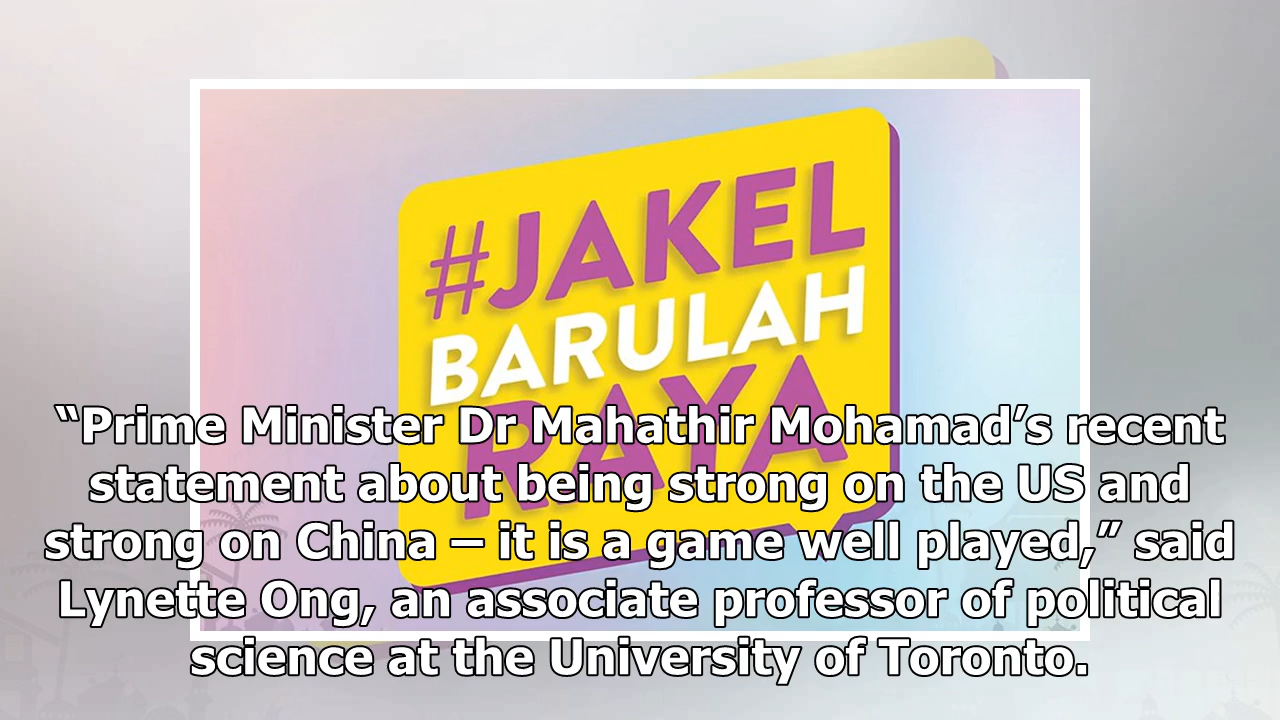 #JAKEL
BARULAH
RAYA
“Prime Minister Dr Mahathir Mohamad’s recent
statement about being strong on the US and
strong on China – it is a game well played,” said
Lynette Ong, an associate professor of political
science at the University of Toronto.